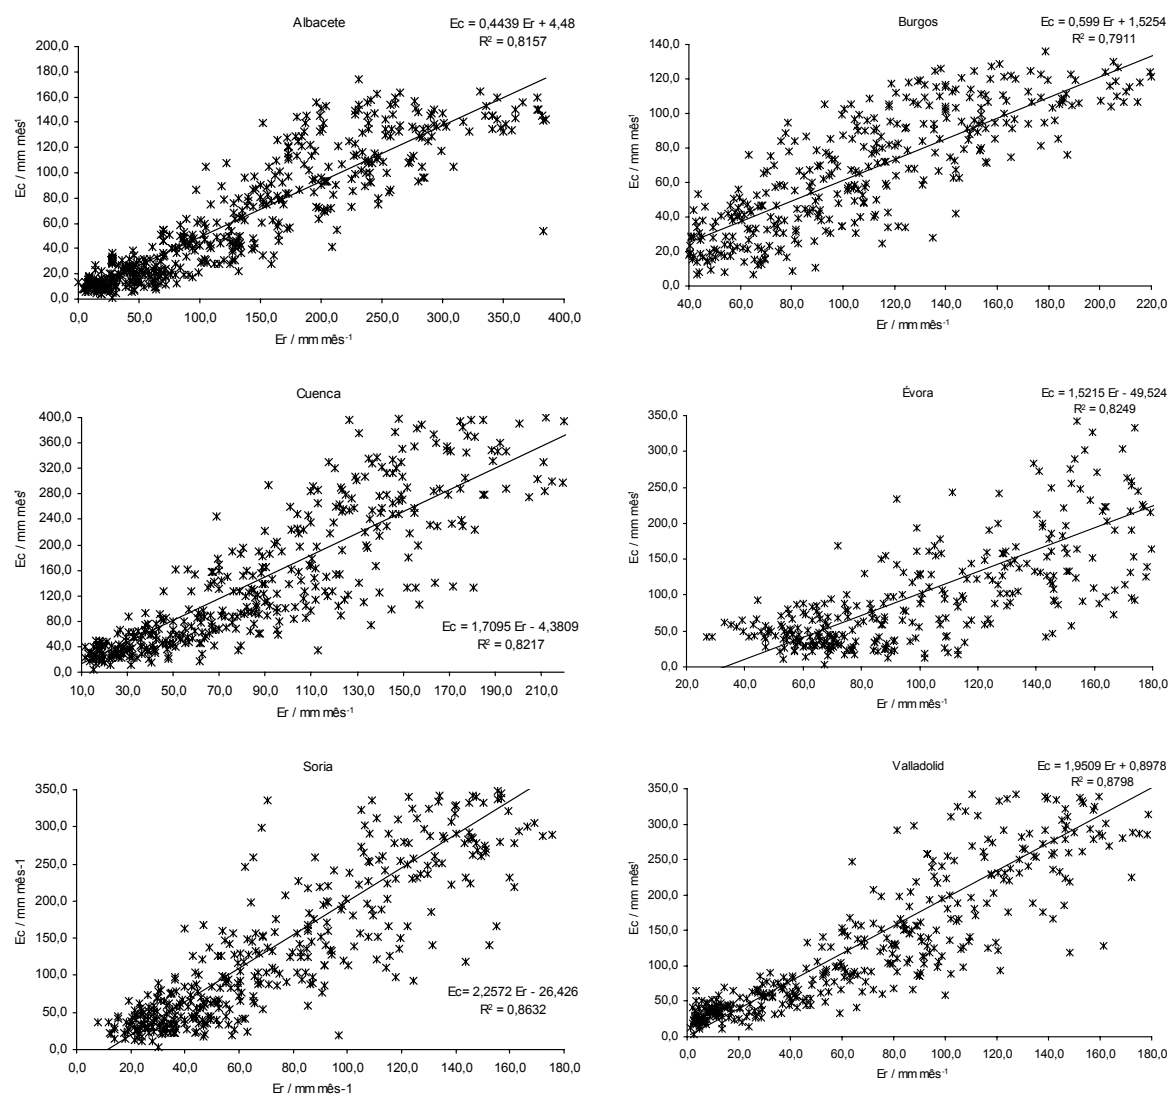 Albacete
Ec = 0,4439 Er + 4,48
R² = 0,8157
200,0
180,0
160,0
140,0
120,0
100,0
80,0
60,0
40,0
20,0
0,0
Ec / mm mês¹
0,0 50,0 100,0 150,0 200,0 250,0 300,0 350,0 400,0
Er / mm mês⁻¹
Burgos
Ec = 0,599 Er + 1,5254
R² = 0,7911
140,0
120,0
100,0
80,0
60,0
40,0
20,0
0,0
Ec / mm mês¹
40,0 60,0 80,0 100,0 120,0 140,0 160,0 180,0 200,0 220,0
Er / mm mês⁻¹
Cuenca
400,0
360,0
320,0
280,0
240,0
200,0
160,0
120,0
80,0
40,0
0,0
Ec / mm mês¹
Ec = 1,7095 Er - 4,3809
R² = 0,8217
10,0 30,0 50,0 70,0 90,0 110,0 130,0 150,0 170,0 190,0 210,0
Er / mm mês⁻¹
Évora
Ec = 1,5215 Er - 49,524
R² = 0,8249
350,0
300,0
250,0
200,0
150,0
100,0
50,0
0,0
Ec / mm mês¹
20,0 40,0 60,0 80,0 100,0 120,0 140,0 160,0 180,0
Er / mm mês⁻¹
Soria
350,0
300,0
250,0
200,0
150,0
100,0
50,0
0,0
Ec / mm mês-1
Ec= 2,2572 Er - 26,426
R² = 0,8632
0,0 20,0 40,0 60,0 80,0 100,0 120,0 140,0 160,0 180,0
Er / mm mês-1
Valladolid
Ec = 1,9509 Er + 0,8978
R² = 0,8798
350,0
300,0
250,0
200,0
150,0
100,0
50,0
0,0
Ec / mm mês¹
0,0 20,0 40,0 60,0 80,0 100,0 120,0 140,0 160,0 180,0
Er / mm mês⁻¹